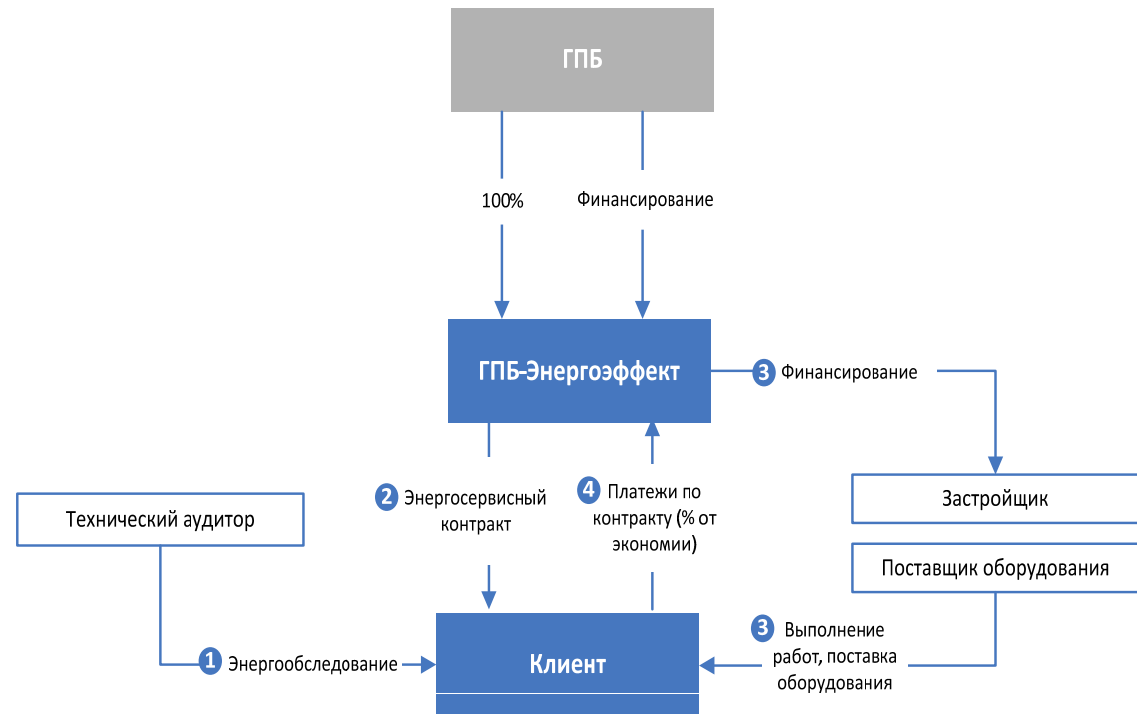 ГПБ
100%
Финансирование
ГПБ-Энергоэффект
3 Финансирование
2 Энергосервисный
контракт
4 Платежи по
контракту (% от
экономии)
Застройщик
Технический аудитор
Поставщик оборудования
1 Энергообследование
Клиент
3 Выполнение
работ, поставка
оборудования